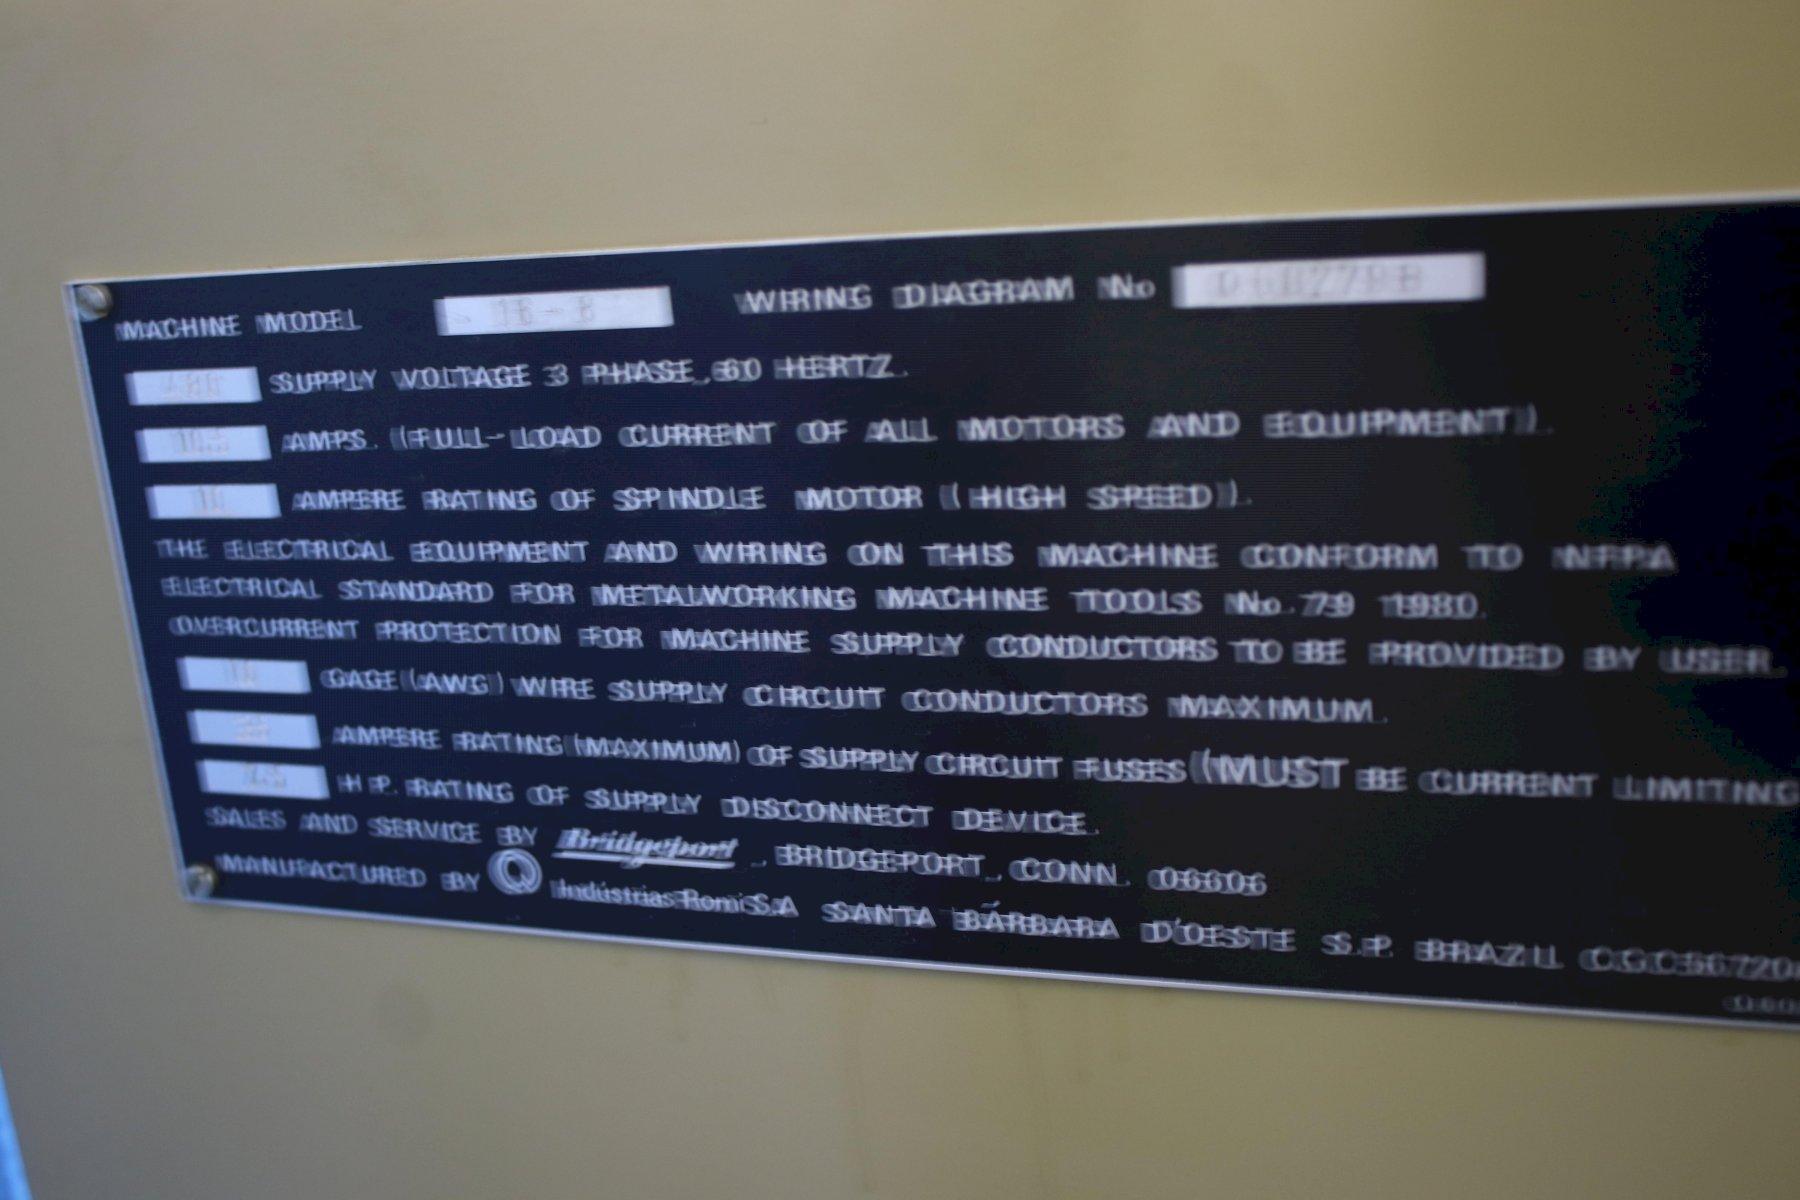 MACHINE MODEL WIRING DIAGRAM No
SUPPLY VOLTAGE 3 PHASE, 60 HERTZ.
AMPS. (FULL-LOAD CURRENT OF ALL MOTORS AND EQUIPMENT).
AMPERE RATING OF SPINDLE MOTOR (HIGH SPEED).
THE ELECTRICAL EQUIPMENT AND WIRING ON THIS MACHINE CONFORM TO NFPA
ELECTRICAL STANDARD FOR METALWORKING MACHINE TOOLS No. 79 1980.
OVERCURRENT PROTECTION FOR MACHINE SUPPLY CONDUCTORS TO BE PROVIDED BY USER.
GAGE (AWG) WIRE SUPPLY CIRCUIT CONDUCTORS MAXIMUM.
AMPERE RATING (MAXIMUM) OF SUPPLY CIRCUIT FUSES (MUST BE CURRENT LIMITING
H.P. RATING OF SUPPLY DISCONNECT DEVICE.
SALES AND SERVICE BY Bridgeport, BRIDGEPORT, CONN. 06606
MANUFACTURED BY Indústrias Romi S.A SANTA BÁRBARA D'OESTE S.P. BRAZIL